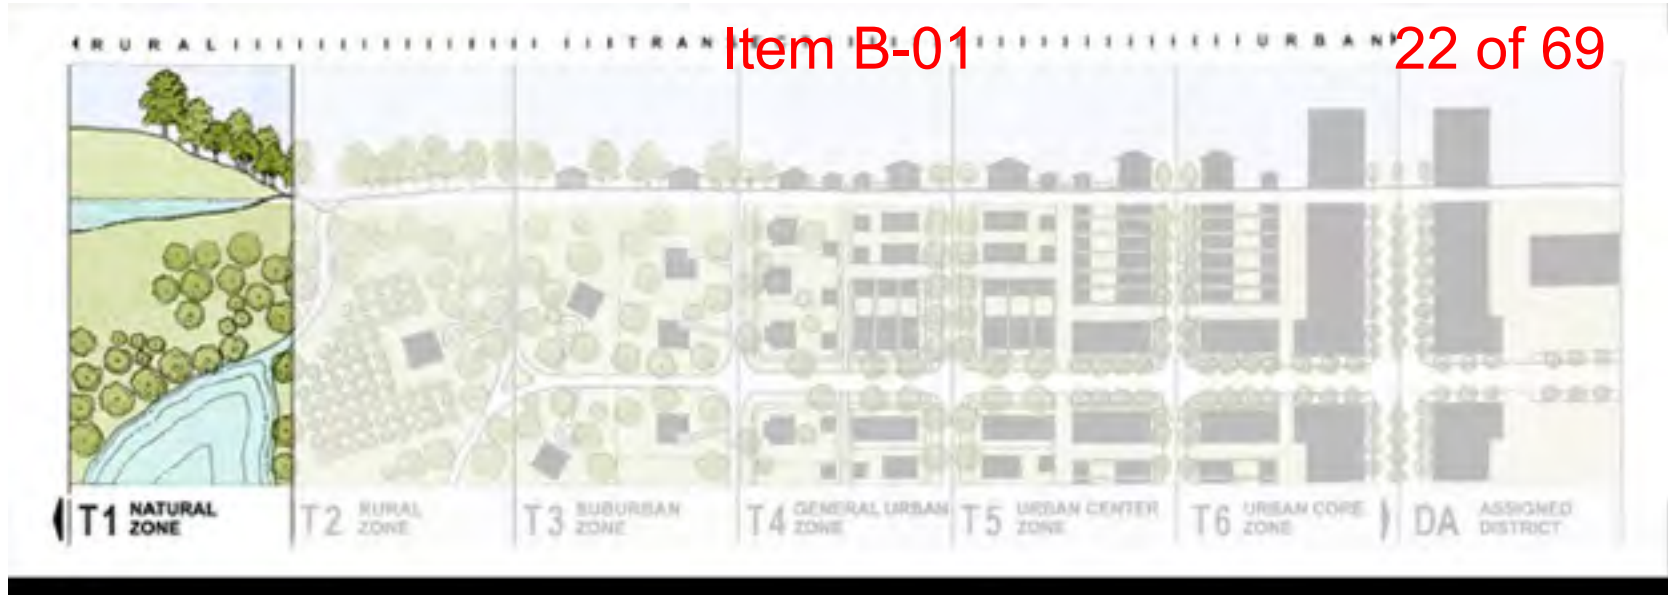 RURAL TRANSECT URBAN
Item B-01
22 of 69
T1 NATURAL ZONE
T2 RURAL ZONE
T3 SUBURBAN ZONE
T4 GENERAL URBAN ZONE
T5 URBAN CENTER ZONE
T6 URBAN CORE ZONE
DA ASSIGNED DISTRICT